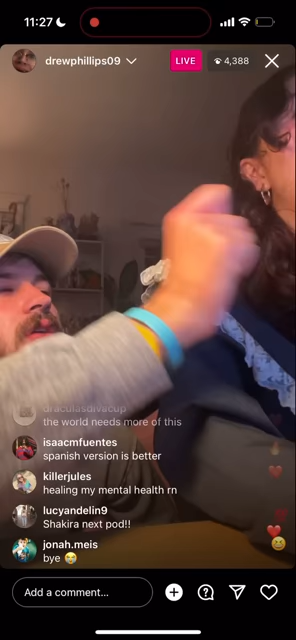 11:27
drewphillips09
LIVE
4,388
draculasdivacup
the world needs more of this
isaacmfuentes
spanish version is better
killerjules
healing my mental health rn
lucyandelin9
Shakira next pod!!
jonah.meis
bye 😭
Add a comment...